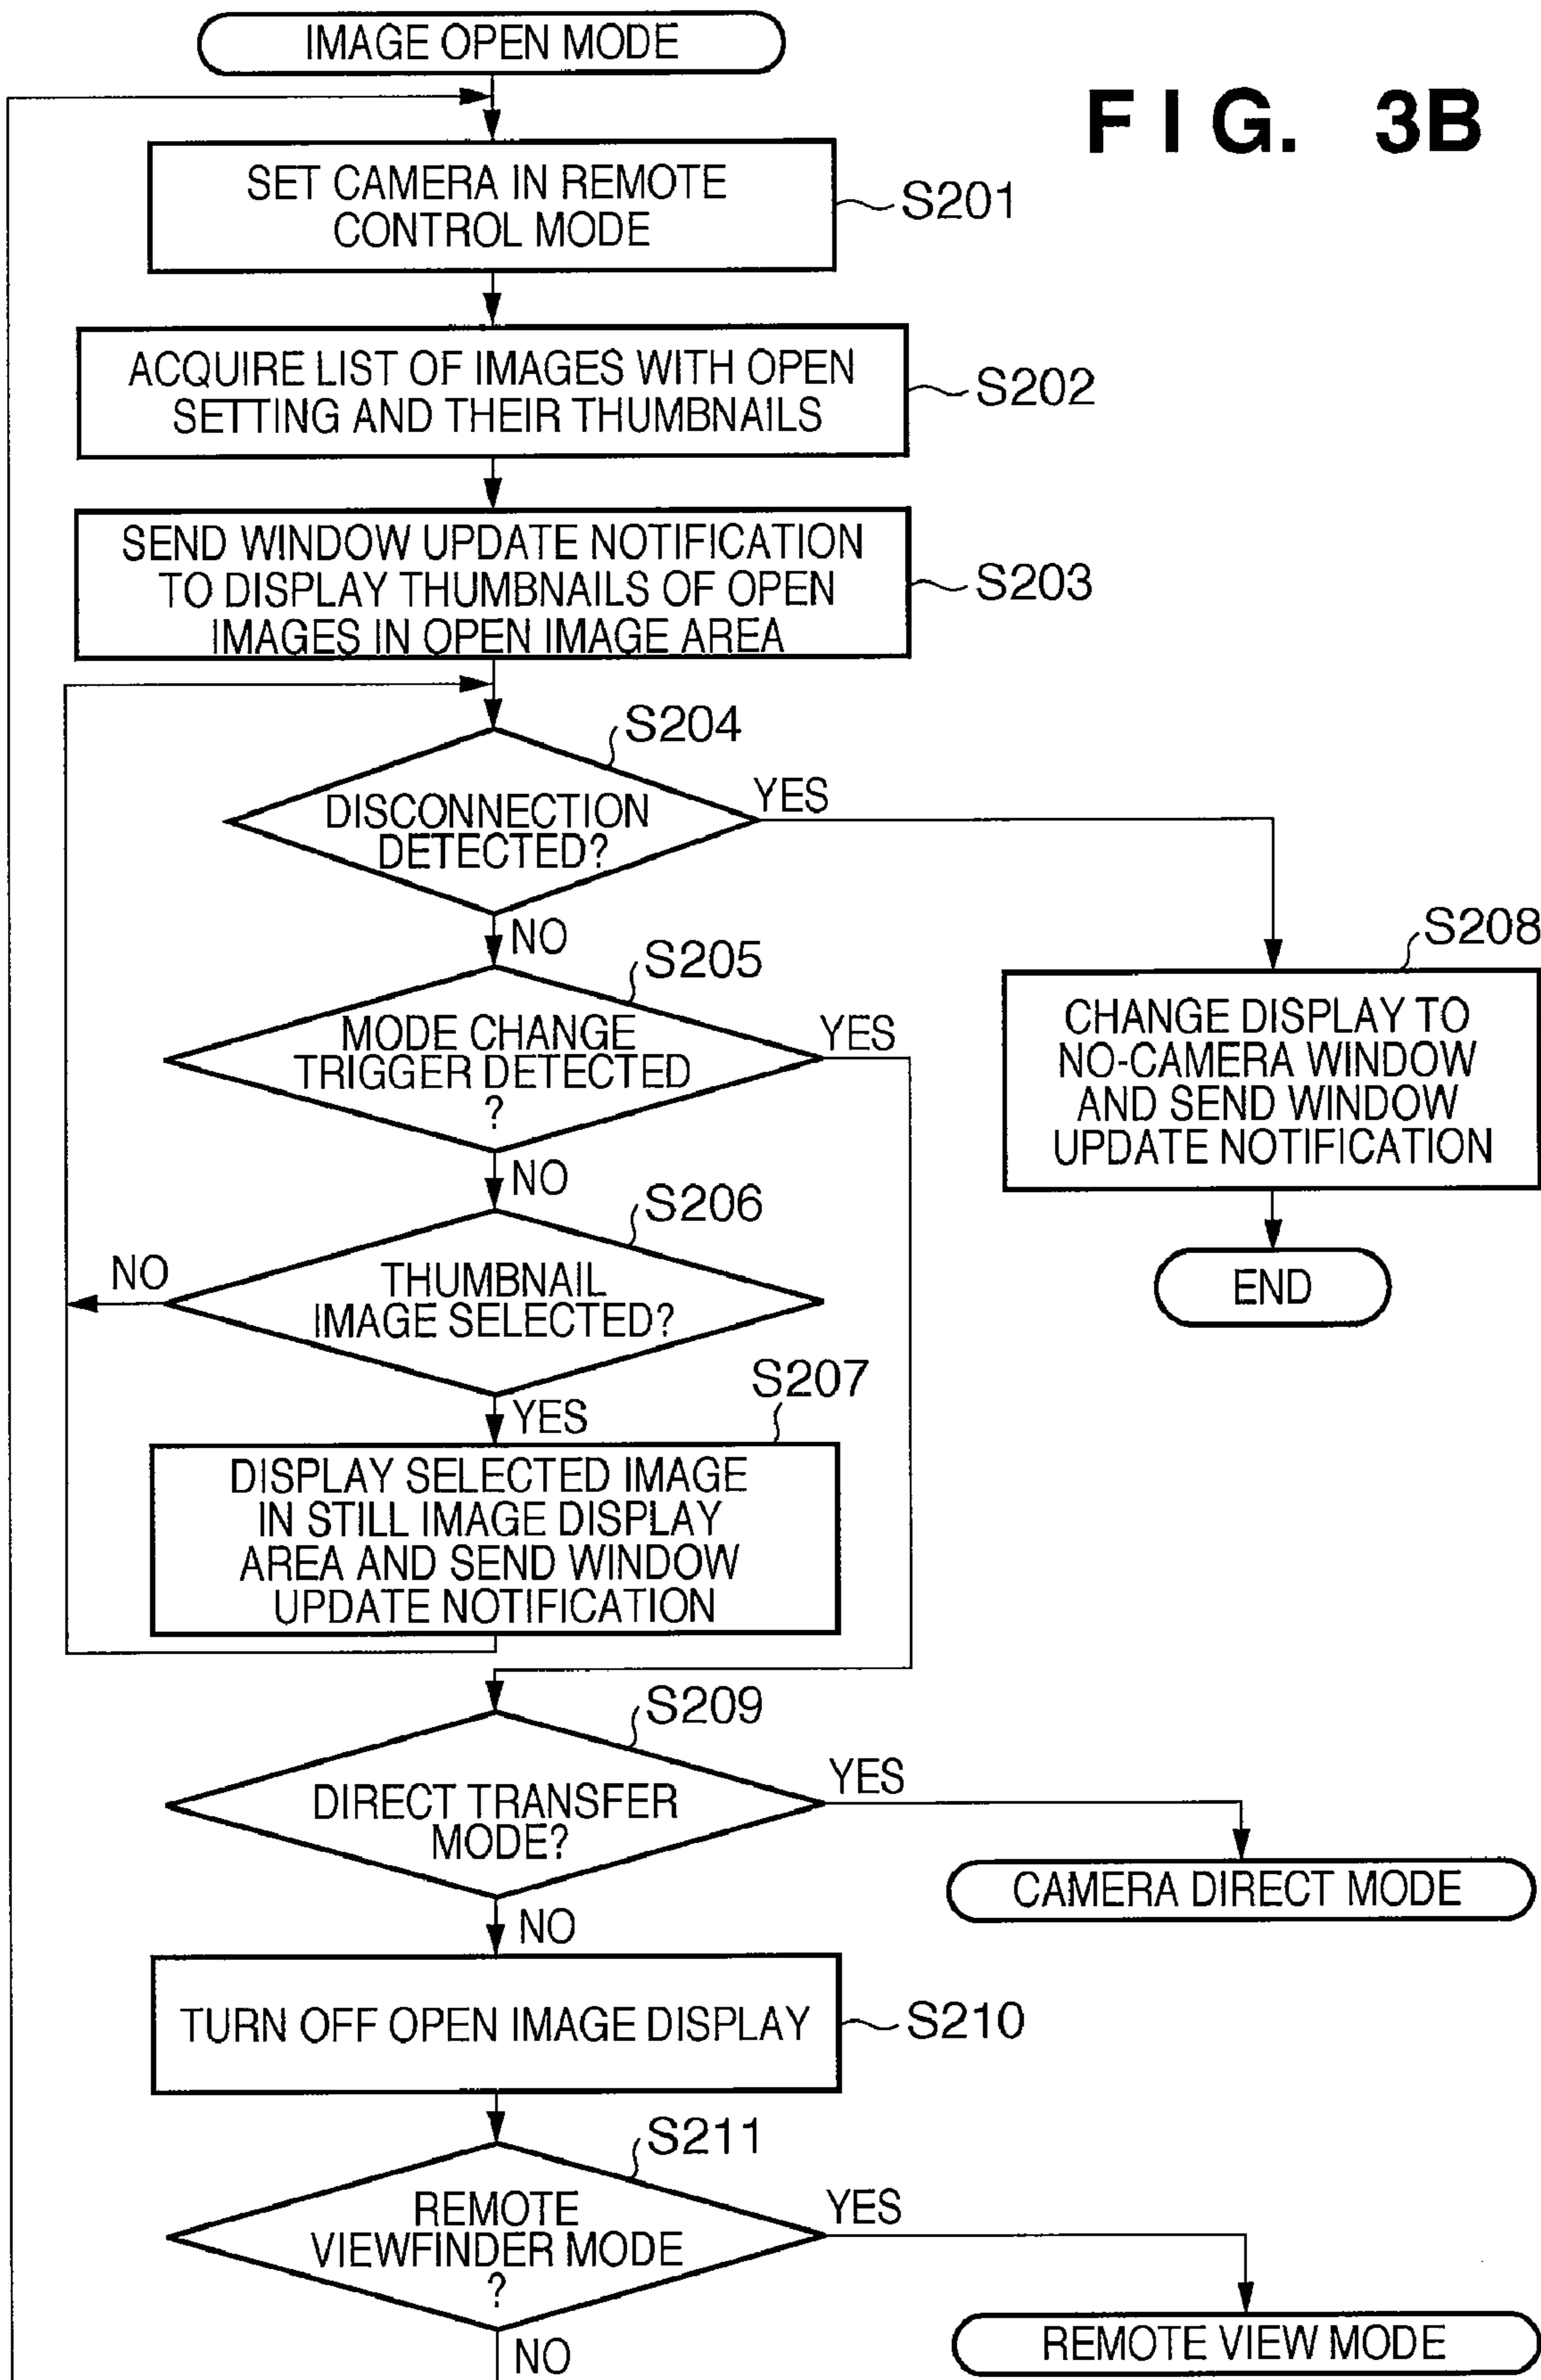 IMAGE OPEN MODE
FIG. 3B
SET CAMERA IN REMOTE
CONTROL MODE
S201
ACQUIRE LIST OF IMAGES WITH OPEN
SETTING AND THEIR THUMBNAILS
S202
SEND WINDOW UPDATE NOTIFICATION
TO DISPLAY THUMBNAILS OF OPEN
IMAGES IN OPEN IMAGE AREA
S203
S204
DISCONNECTION
DETECTED?
YES
NO
S208
CHANGE DISPLAY TO
NO-CAMERA WINDOW
AND SEND WINDOW
UPDATE NOTIFICATION
END
S205
MODE CHANGE
TRIGGER DETECTED
?
YES
NO
S206
THUMBNAIL
IMAGE SELECTED?
NO
YES
S207
DISPLAY SELECTED IMAGE
IN STILL IMAGE DISPLAY
AREA AND SEND WINDOW
UPDATE NOTIFICATION
S209
DIRECT TRANSFER
MODE?
YES
CAMERA DIRECT MODE
NO
TURN OFF OPEN IMAGE DISPLAY
S210
S211
REMOTE
VIEWFINDER MODE
?
YES
REMOTE VIEW MODE
NO